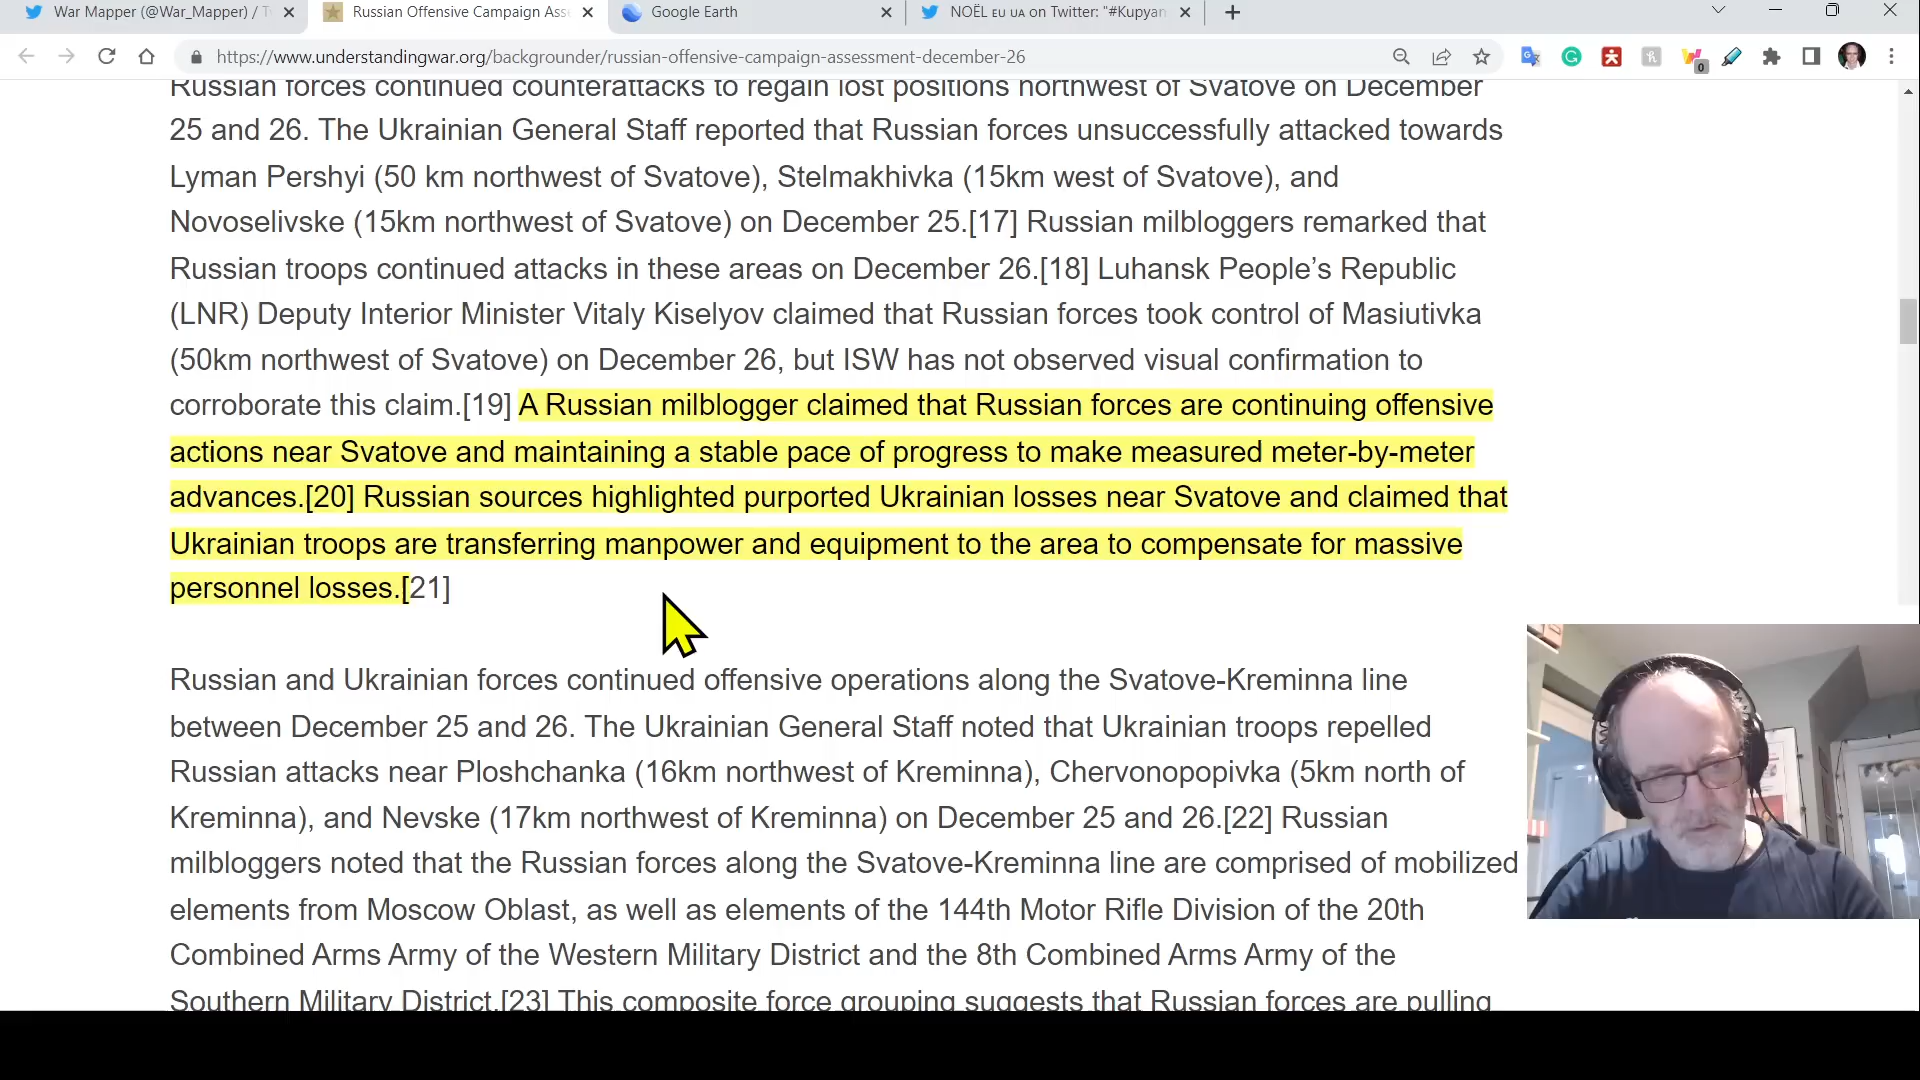 War Mapper (@War_Mapper) / T
Russian Offensive Campaign Ass
Google Earth
NOËL EU UA on Twitter: "#Kupyan
https://www.understandingwar.org/backgrounder/russian-offensive-campaign-assessment-december-26
0
Russian forces continued counterattacks to regain lost positions northwest of Svatove on December
25 and 26. The Ukrainian General Staff reported that Russian forces unsuccessfully attacked towards
Lyman Pershyi (50 km northwest of Svatove), Stelmakhivka (15km west of Svatove), and
Novoselivske (15km northwest of Svatove) on December 25.[17] Russian milbloggers remarked that
Russian troops continued attacks in these areas on December 26.[18] Luhansk People’s Republic
(LNR) Deputy Interior Minister Vitaly Kiselyov claimed that Russian forces took control of Masiutivka
(50km northwest of Svatove) on December 26, but ISW has not observed visual confirmation to
corroborate this claim.[19] A Russian milblogger claimed that Russian forces are continuing offensive
actions near Svatove and maintaining a stable pace of progress to make measured meter-by-meter
advances.[20] Russian sources highlighted purported Ukrainian losses near Svatove and claimed that
Ukrainian troops are transferring manpower and equipment to the area to compensate for massive
personnel losses.[21]
Russian and Ukrainian forces continued offensive operations along the Svatove-Kreminna line
between December 25 and 26. The Ukrainian General Staff noted that Ukrainian troops repelled
Russian attacks near Ploshchanka (16km northwest of Kreminna), Chervonopopivka (5km north of
Kreminna), and Nevske (17km northwest of Kreminna) on December 25 and 26.[22] Russian
milbloggers noted that the Russian forces along the Svatove-Kreminna line are comprised of mobilized
elements from Moscow Oblast, as well as elements of the 144th Motor Rifle Division of the 20th
Combined Arms Army of the Western Military District and the 8th Combined Arms Army of the
Southern Military District.[23] This composite force grouping suggests that Russian forces are pulling